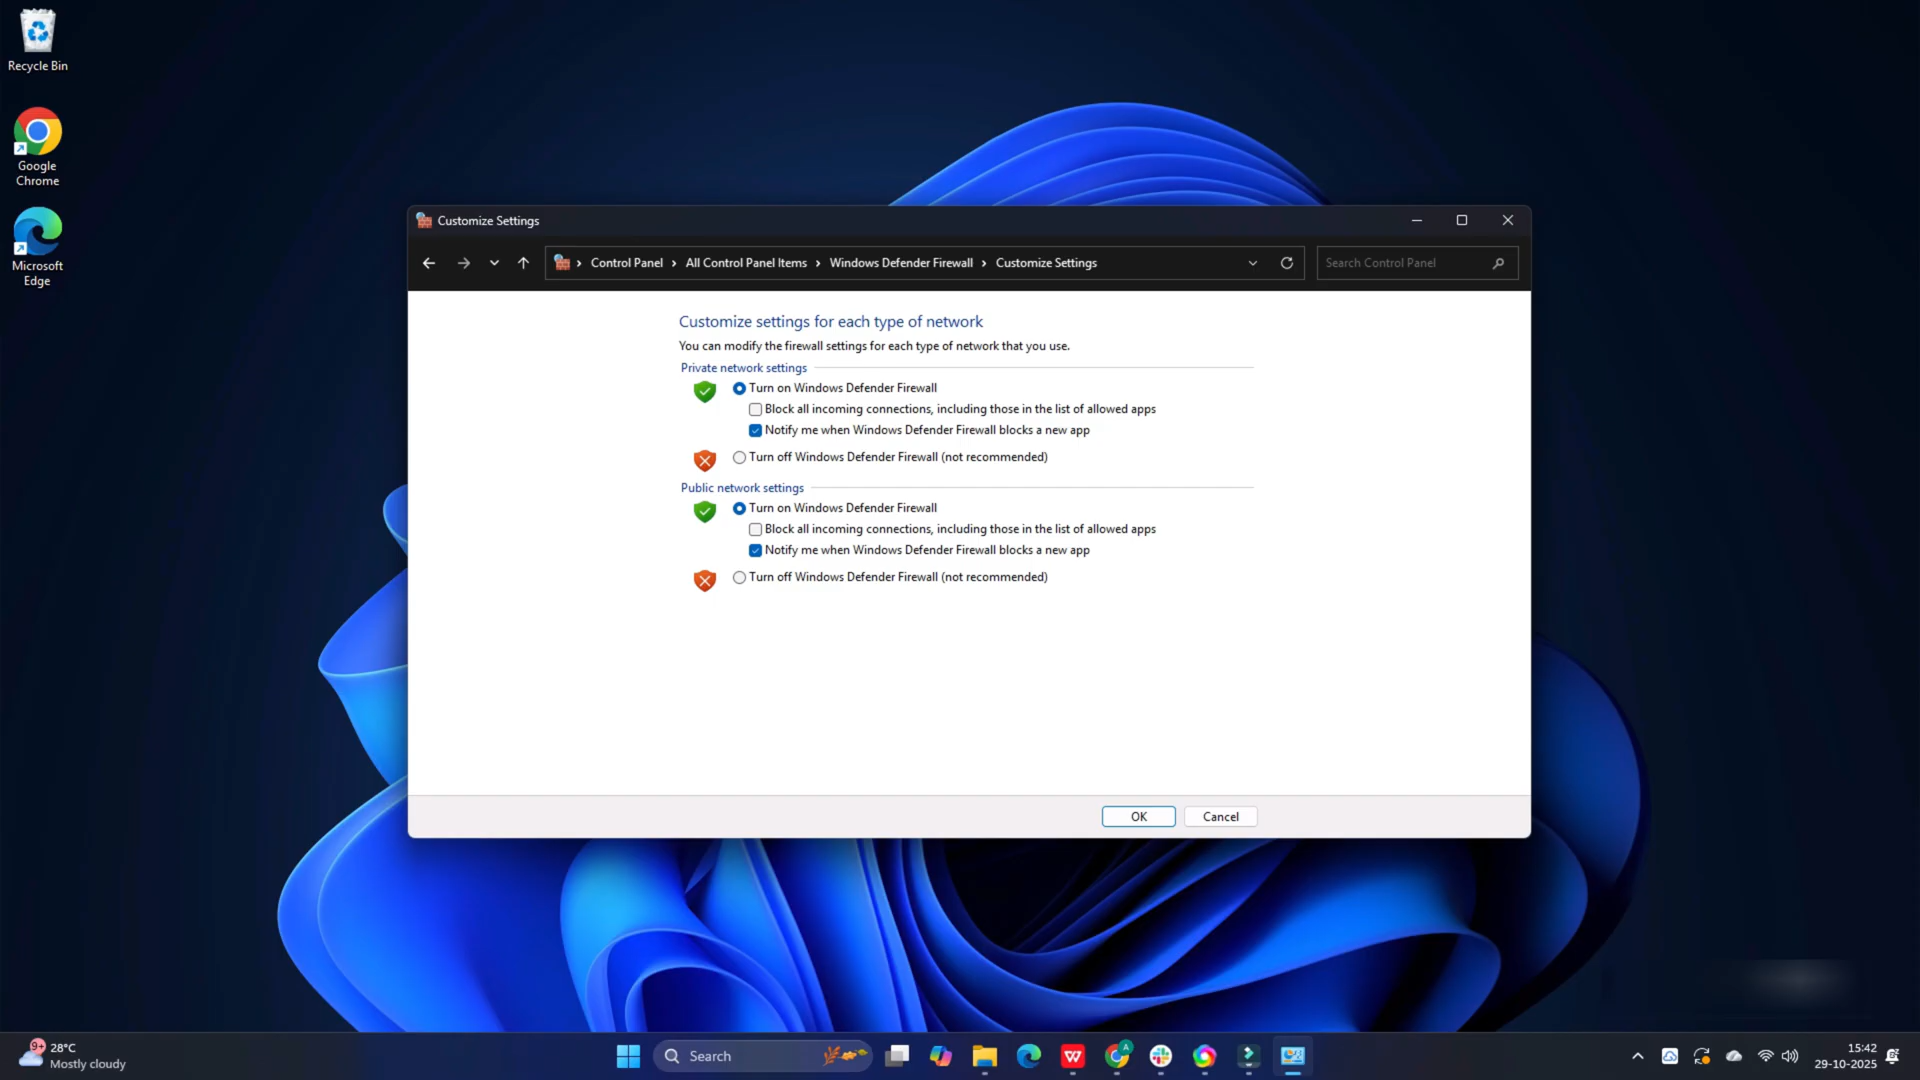 Recycle Bin
Google
Chrome
Microsoft
Edge
Customize Settings
Control Panel > All Control Panel Items > Windows Defender Firewall > Customize Settings
Search Control Panel
Customize settings for each type of network
You can modify the firewall settings for each type of network that you use.
Private network settings
Turn on Windows Defender Firewall
Block all incoming connections, including those in the list of allowed apps
Notify me when Windows Defender Firewall blocks a new app
Turn off Windows Defender Firewall (not recommended)
Public network settings
Turn on Windows Defender Firewall
Block all incoming connections, including those in the list of allowed apps
Notify me when Windows Defender Firewall blocks a new app
Turn off Windows Defender Firewall (not recommended)
OK
Cancel
9+
28°C
Mostly cloudy
Search
W
A
15:42
29-10-2025